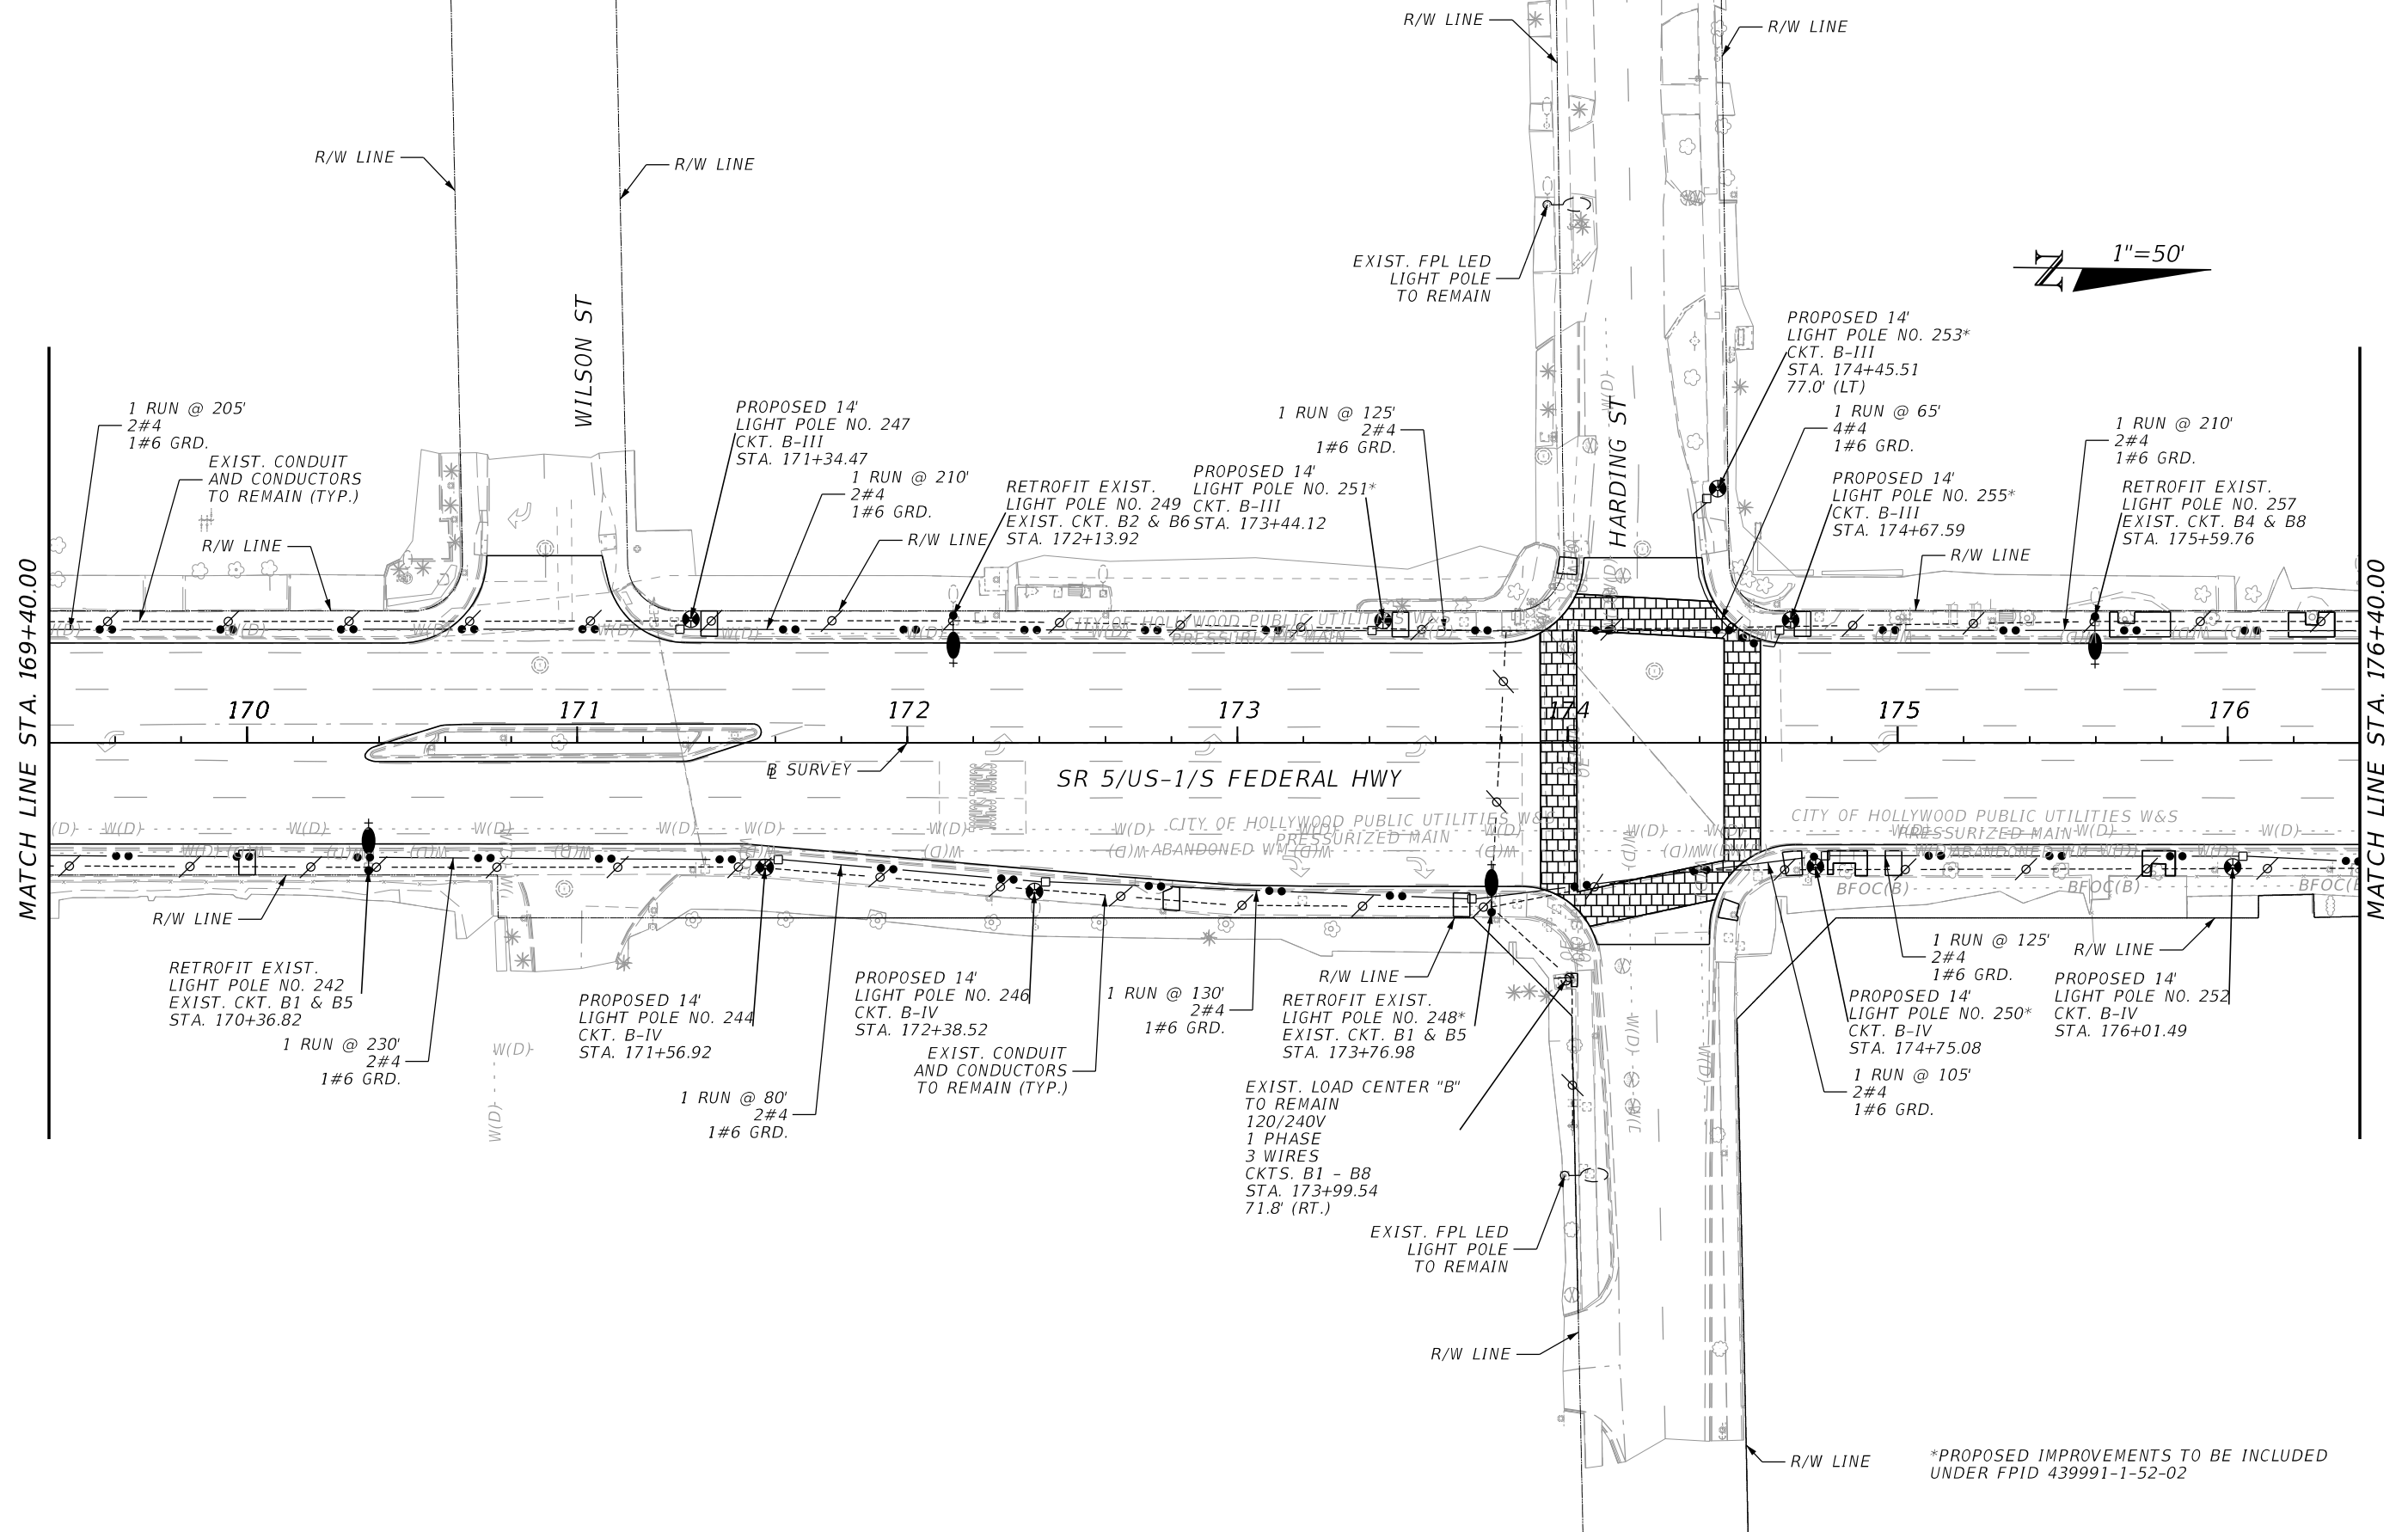 R/W LINE
R/W LINE
R/W LINE
R/W LINE
1"=50'
N
EXIST. FPL LED
LIGHT POLE
TO REMAIN
WILSON ST
HARDING ST
PROPOSED 14'
LIGHT POLE NO. 253*
CKT. B-III
STA. 174+45.51
77.0' (LT)
1 RUN @ 205'
2#4
1#6 GRD.
EXIST. CONDUIT
AND CONDUCTORS
TO REMAIN (TYP.)
R/W LINE
PROPOSED 14'
LIGHT POLE NO. 247
CKT. B-III
STA. 171+34.47
1 RUN @ 210'
2#4
1#6 GRD.
R/W LINE
RETROFIT EXIST.
LIGHT POLE NO. 249
EXIST. CKT. B2 & B6
STA. 172+13.92
1 RUN @ 125'
2#4
1#6 GRD.
PROPOSED 14'
LIGHT POLE NO. 251*
CKT. B-III
STA. 173+44.12
1 RUN @ 65'
4#4
1#6 GRD.
PROPOSED 14'
LIGHT POLE NO. 255*
CKT. B-III
STA. 174+67.59
R/W LINE
1 RUN @ 210'
2#4
1#6 GRD.
RETROFIT EXIST.
LIGHT POLE NO. 257
EXIST. CKT. B4 & B8
STA. 175+59.76
MATCH LINE STA. 169+40.00
MATCH LINE STA. 176+40.00
CITY OF HOLLYWOOD PUBLIC UTILITIES W&S
PRESSURIZED MAIN
170
171
172
173
174
175
176
B SURVEY
SR 5/US-1/S FEDERAL HWY
CITY OF HOLLYWOOD PUBLIC UTILITIES W&S
PRESSURIZED MAIN
ABANDONED WM
CITY OF HOLLYWOOD PUBLIC UTILITIES W&S
PRESSURIZED MAIN
ABANDONED WM
W(D)
W(D)
W(D)
W(D)
W(D)
W(D)
W(D)
W(D)
W(D)
W(D)
BFOC(B)
BFOC(B)
R/W LINE
RETROFIT EXIST.
LIGHT POLE NO. 242
EXIST. CKT. B1 & B5
STA. 170+36.82
1 RUN @ 230'
2#4
1#6 GRD.
PROPOSED 14'
LIGHT POLE NO. 244
CKT. B-IV
STA. 171+56.92
1 RUN @ 80'
2#4
1#6 GRD.
PROPOSED 14'
LIGHT POLE NO. 246
CKT. B-IV
STA. 172+38.52
EXIST. CONDUIT
AND CONDUCTORS
TO REMAIN (TYP.)
1 RUN @ 130'
2#4
1#6 GRD.
R/W LINE
RETROFIT EXIST.
LIGHT POLE NO. 248*
EXIST. CKT. B1 & B5
STA. 173+76.98
EXIST. LOAD CENTER "B"
TO REMAIN
120/240V
1 PHASE
3 WIRES
CKTS. B1 - B8
STA. 173+99.54
71.8' (RT.)
EXIST. FPL LED
LIGHT POLE
TO REMAIN
1 RUN @ 125'
2#4
1#6 GRD.
PROPOSED 14'
LIGHT POLE NO. 250*
CKT. B-IV
STA. 174+75.08
1 RUN @ 105'
2#4
1#6 GRD.
R/W LINE
PROPOSED 14'
LIGHT POLE NO. 252
CKT. B-IV
STA. 176+01.49
R/W LINE
R/W LINE
*PROPOSED IMPROVEMENTS TO BE INCLUDED
UNDER FPID 439991-1-52-02